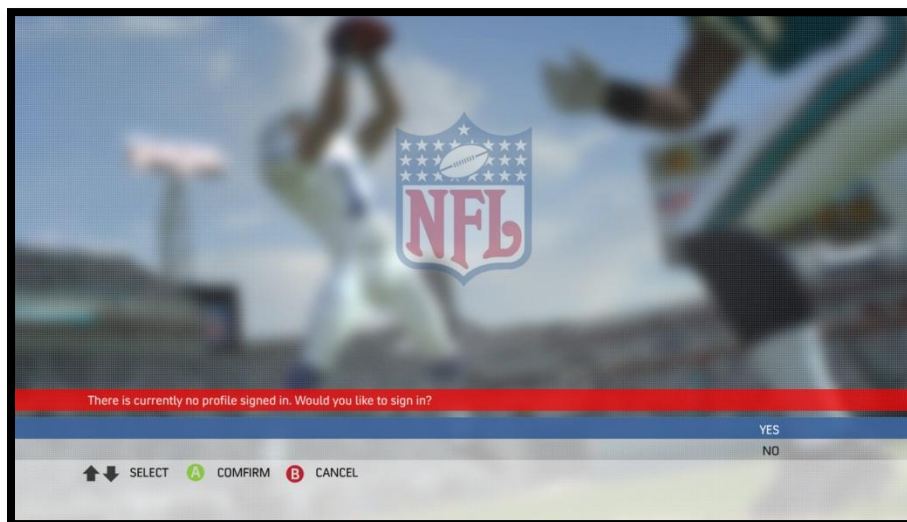 NFL
There is currently no profile signed in. Would you like to sign in?
YES
NO
SELECT A COMFIRM B CANCEL